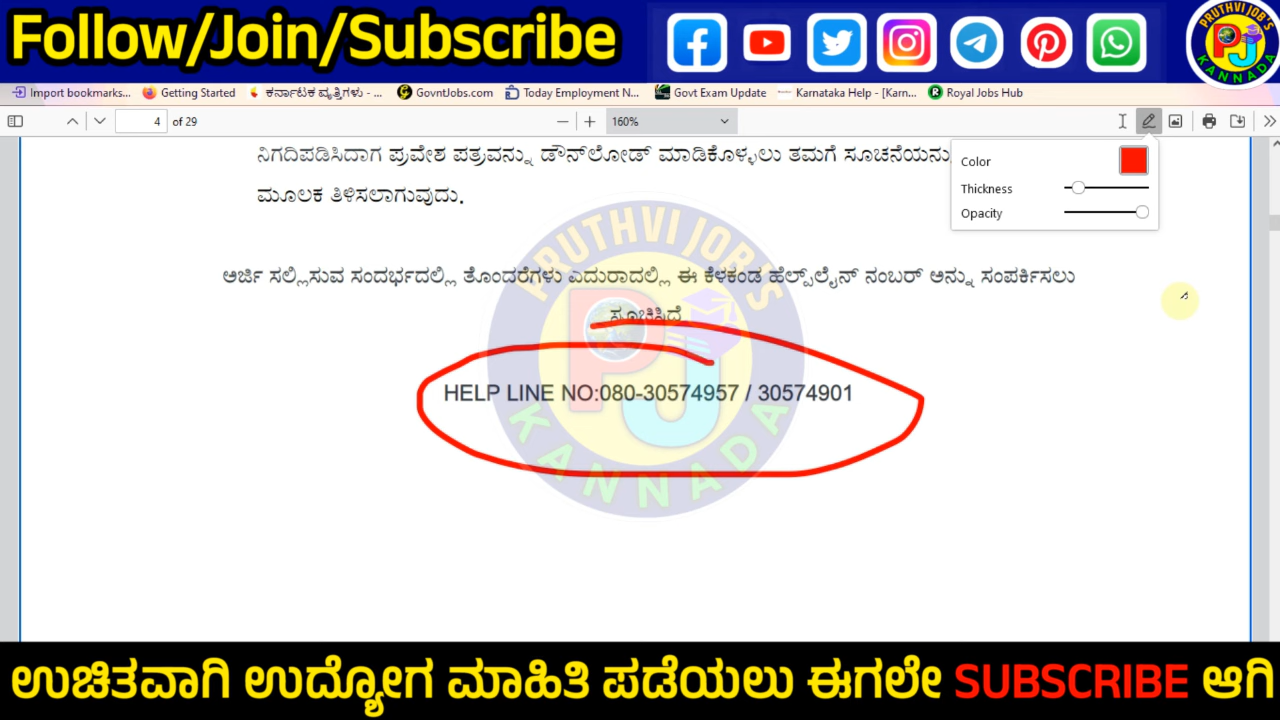 Follow/Join/Subscribe
PRUTHVI JOB'S
PJ
KANNADA
Import bookmarks... Getting Started ಕರ್ನಾಟಕ ವೃತ್ತಿಗಳು - ... GovntJobs.com Today Employment N... Govt Exam Update Karnataka Help - [Karn... Royal Jobs Hub
4 of 29 160%
ನಿಗದಿಪಡಿಸಿದಾಗ ಪ್ರವೇಶ ಪತ್ರವನ್ನು ಡೌನ್‌ಲೋಡ್ ಮಾಡಿಕೊಳ್ಳಲು ತಮಗೆ ಸೂಚನೆಯನ್ನು
ಮೂಲಕ ತಿಳಿಸಲಾಗುವುದು.
Color
Thickness
Opacity
PRUTHVI JOB'S
ಅರ್ಜಿ ಸಲ್ಲಿಸುವ ಸಂದರ್ಭದಲ್ಲಿ ತೊಂದರೆಗಳು ಎದುರಾದಲ್ಲಿ ಈ ಕೆಳಕಂಡ ಹೆಲ್ಪ್‌ಲೈನ್ ನಂಬರ್ ಅನ್ನು ಸಂಪರ್ಕಿಸಲು
ಸೂಚಿಸಿದೆ
PJ
HELP LINE NO:080-30574957 / 30574901
KANNADA
ಉಚಿತವಾಗಿ ಉದ್ಯೋಗ ಮಾಹಿತಿ ಪಡೆಯಲು ಈಗಲೇ SUBSCRIBE ಆಗಿ